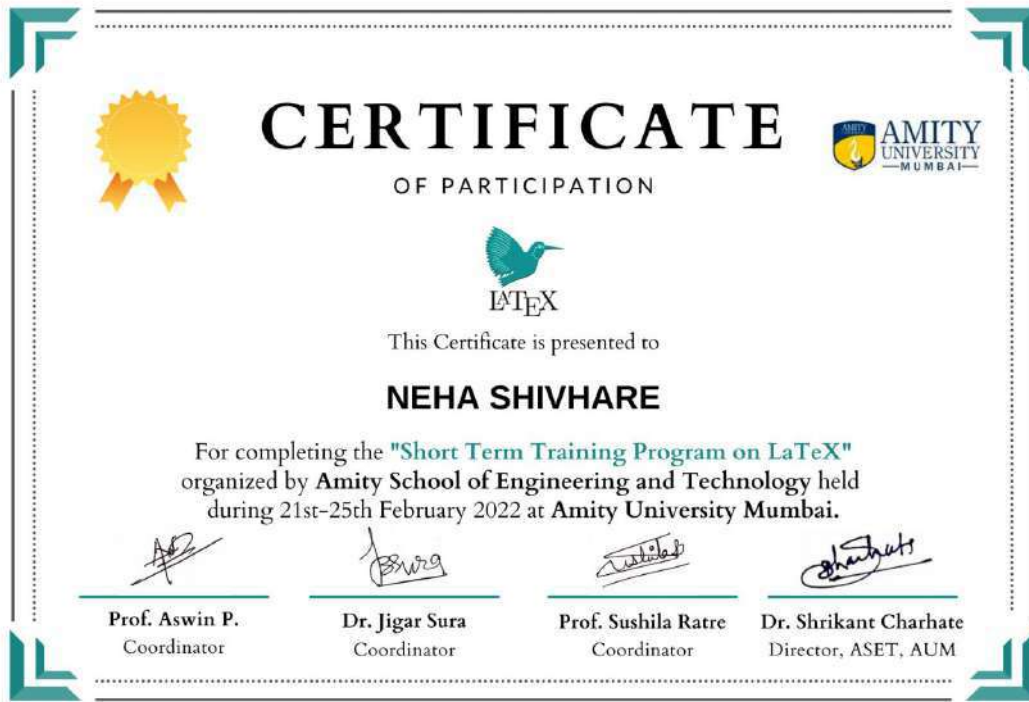 CERTIFICATE
OF PARTICIPATION
AMITY
AMITY
UNIVERSITY
MUMBAI
LATEX
This Certificate is presented to
NEHA SHIVHARE
For completing the "Short Term Training Program on LaTeX"
organized by Amity School of Engineering and Technology held
during 21st-25th February 2022 at Amity University Mumbai.
Prof. Aswin P.
Coordinator
Dr. Jigar Sura
Coordinator
Prof. Sushila Ratre
Coordinator
Dr. Shrikant Charhate
Director, ASET, AUM